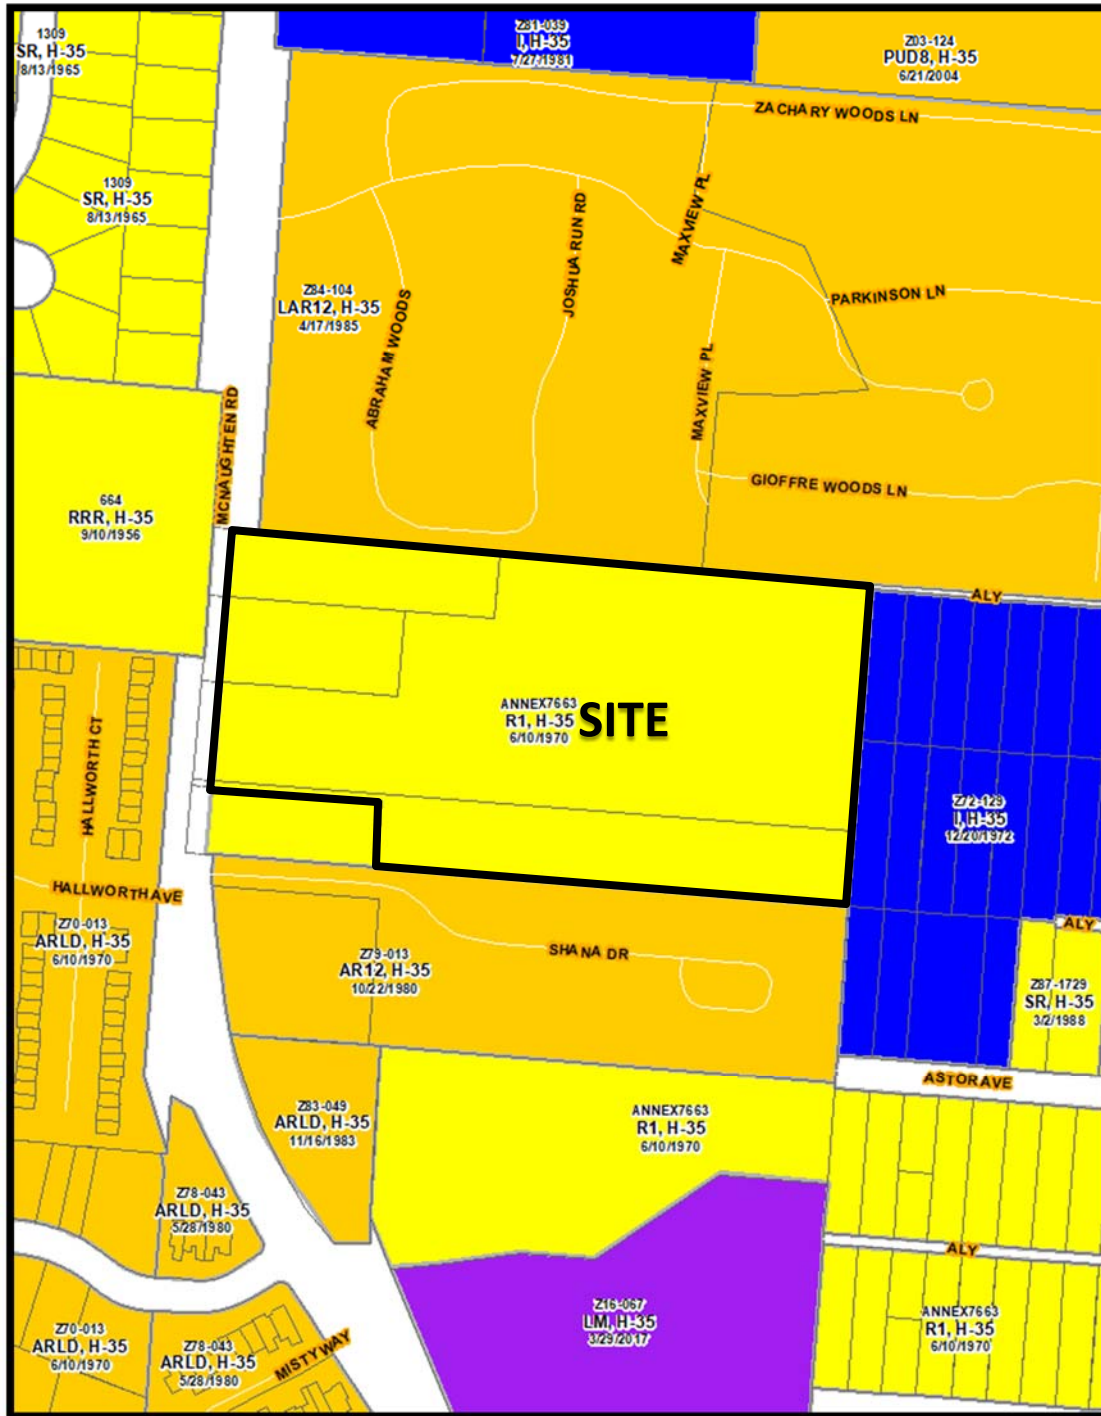 1309
SR, H-35
8/13/1965
Z81-039
I, H-35
7/27/1981
Z03-124
PUD8, H-35
6/21/2004
ZACHARY WOODS LN
1309
SR, H-35
8/13/1965
MAXVIEW PL
JOSHUA RUN RD
Z84-104
LAR12, H-35
4/17/1985
ABRAHAM WOODS
PARKINSON LN
MAXVIEW PL
MCNAUGHTEN RD
GIOFFRE WOODS LN
664
RRR, H-35
9/10/1956
ALY
ANNEX7663
R1, H-35
6/10/1970
SITE
HALLWORTH CT
Z72-129
I, H-35
12/20/1972
HALLWORTH AVE
Z70-013
ARLD, H-35
6/10/1970
SHANA DR
Z79-013
AR12, H-35
10/22/1980
ALY
Z87-1729
SR, H-35
3/2/1988
ASTOR AVE
Z83-049
ARLD, H-35
11/16/1983
ANNEX7663
R1, H-35
6/10/1970
Z78-043
ARLD, H-35
5/28/1980
ALY
Z16-067
LM, H-35
3/29/2017
ANNEX7663
R1, H-35
6/10/1970
Z70-013
ARLD, H-35
6/10/1970
Z78-043
ARLD, H-35
5/28/1980
MISTYWAY